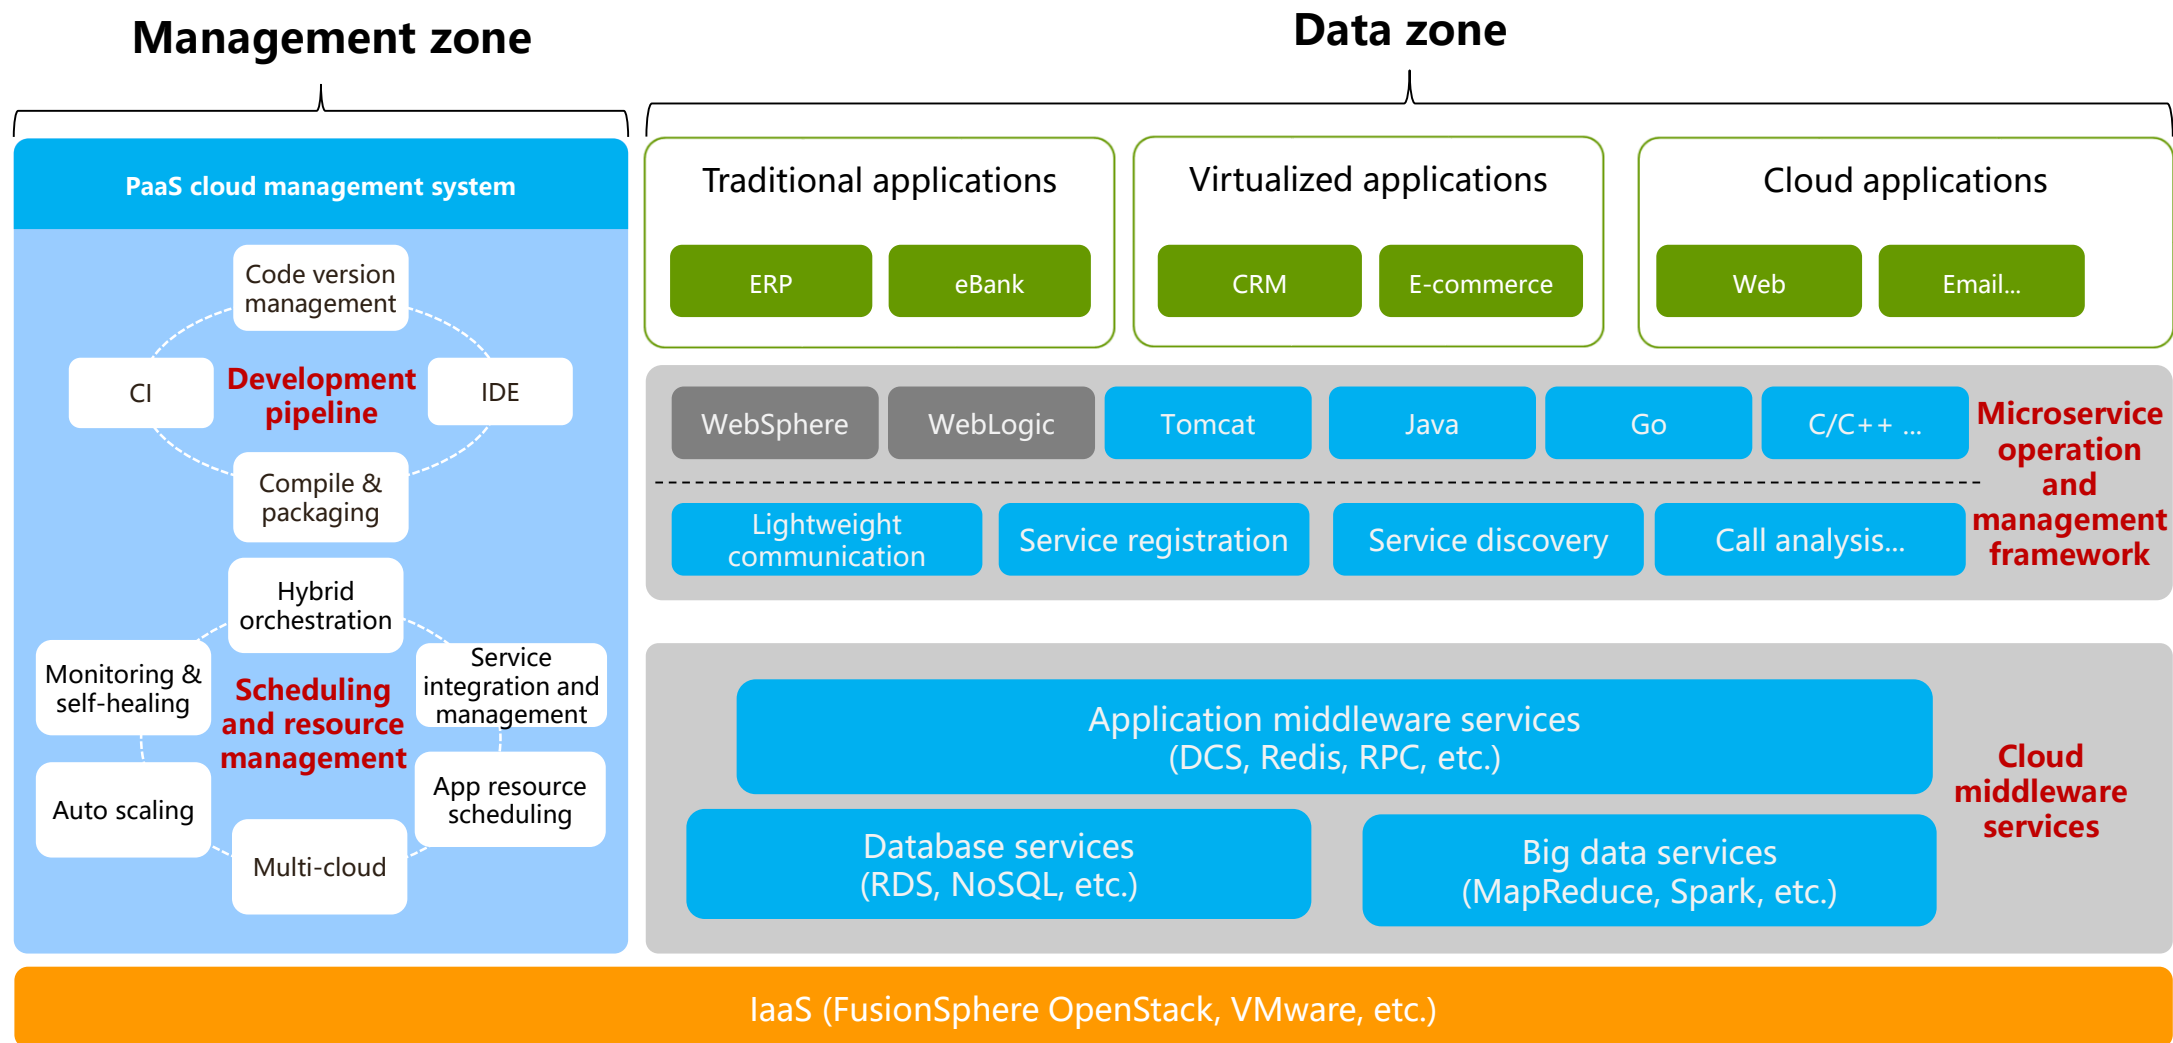 Management zone
Data zone
PaaS cloud management system
Code version
management
CI
Development
pipeline
IDE
Compile &
packaging
Hybrid
orchestration
Monitoring &
self-healing
Scheduling
and resource
management
Service
integration and
management
Auto scaling
App resource
scheduling
Multi-cloud
Traditional applications
ERP
eBank
Virtualized applications
CRM
E-commerce
Cloud applications
Web
Email...
WebSphere
WebLogic
Tomcat
Java
Go
C/C++ ...
Lightweight
communication
Service registration
Service discovery
Call analysis...
Microservice
operation
and
management
framework
Application middleware services
(DCS, Redis, RPC, etc.)
Database services
(RDS, NoSQL, etc.)
Big data services
(MapReduce, Spark, etc.)
Cloud
middleware
services
IaaS (FusionSphere OpenStack, VMware, etc.)